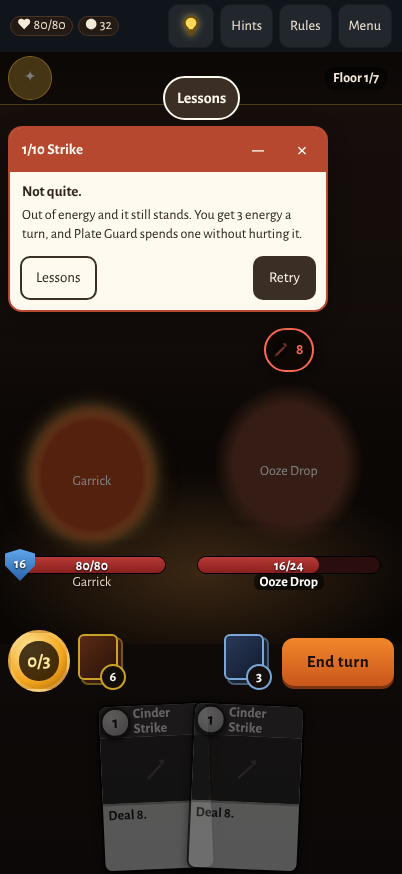 80/80
32
Hints
Rules
Menu
Floor 1/7
Lessons
1/10 Strike
Not quite.
Out of energy and it still stands. You get 3 energy a
turn, and Plate Guard spends one without hurting it.
Lessons
Retry
8
Garrick
Ooze Drop
16
80/80
16/24
Garrick
Ooze Drop
0/3
6
3
End turn
1
Cinder
Strike
1
Cinder
Strike
Deal 8.
Deal 8.